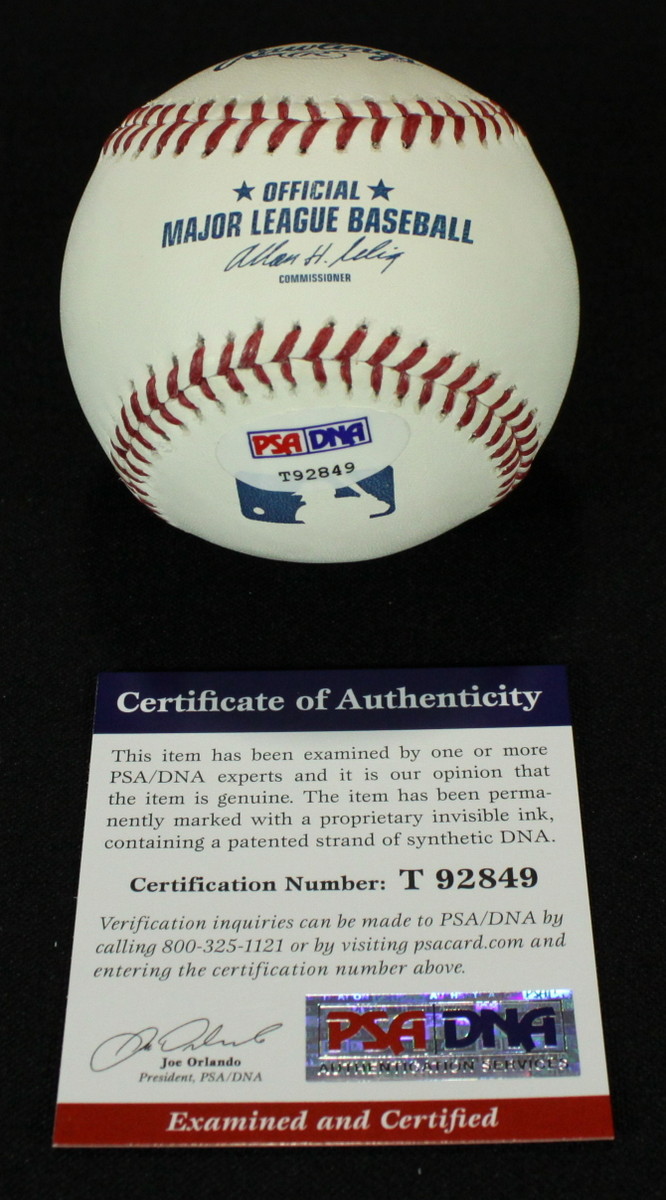 Rawlings
★ OFFICIAL ★
MAJOR LEAGUE BASEBALL
Allan H. Selig
COMMISSIONER
PSA DNA
T92849
Certificate of Authenticity
This item has been examined by one or more
PSA/DNA experts and it is our opinion that
the item is genuine. The item has been perma-
nently marked with a proprietary invisible ink,
containing a patented strand of synthetic DNA.
Certification Number: T 92849
Verification inquiries can be made to PSA/DNA by
calling 800-325-1121 or by visiting psacard.com and
entering the certification number above.
Joe Orlando
President, PSA/DNA
PSA DNA
AUTHENTICATION SERVICES
Examined and Certified